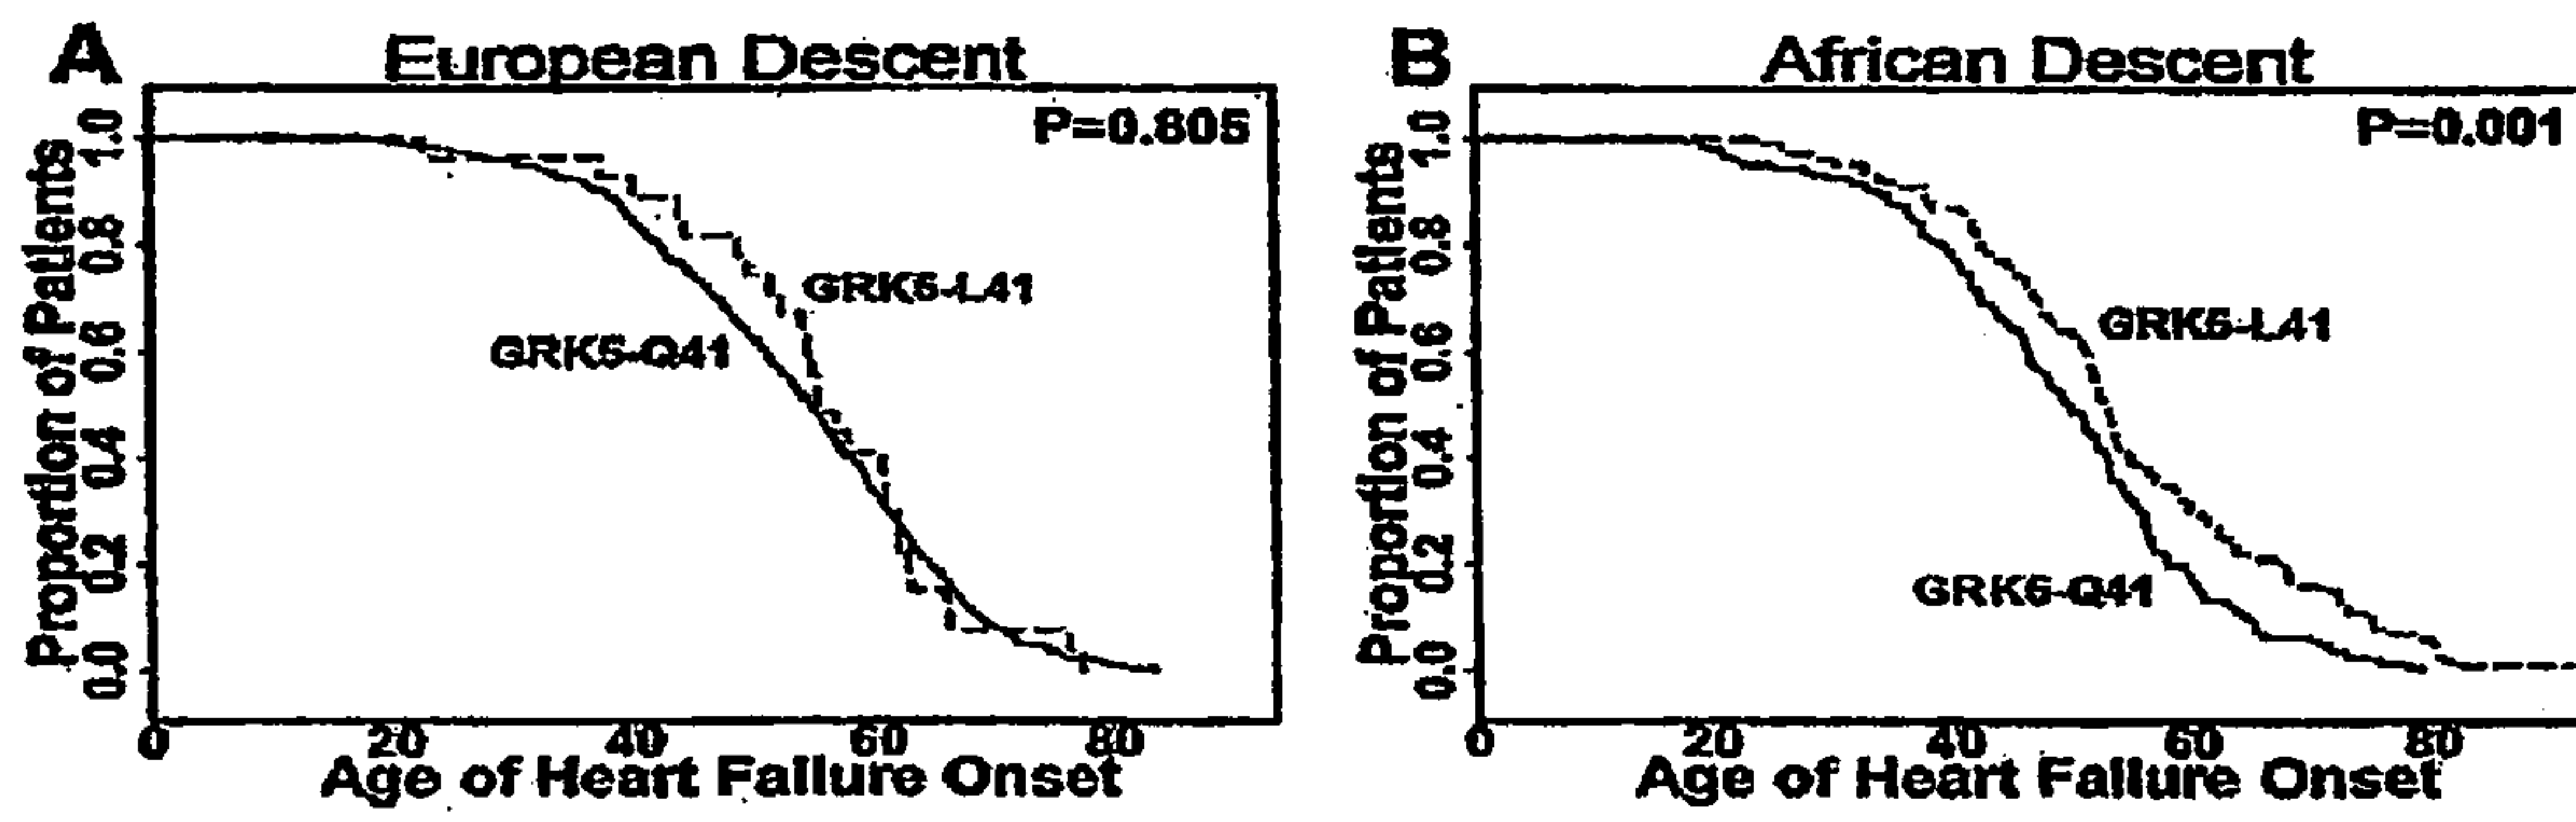 A
European Descent
P=0.805
Proportion of Patients
1.0
0.8
0.6
0.4
0.2
0.0
GRK5-L41
GRK5-Q41
0 20 40 60 80
Age of Heart Failure Onset
B
African Descent
P=0.001
Proportion of Patients
1.0
0.8
0.6
0.4
0.2
0.0
GRK5-L41
GRK5-Q41
0 20 40 60 80
Age of Heart Failure Onset